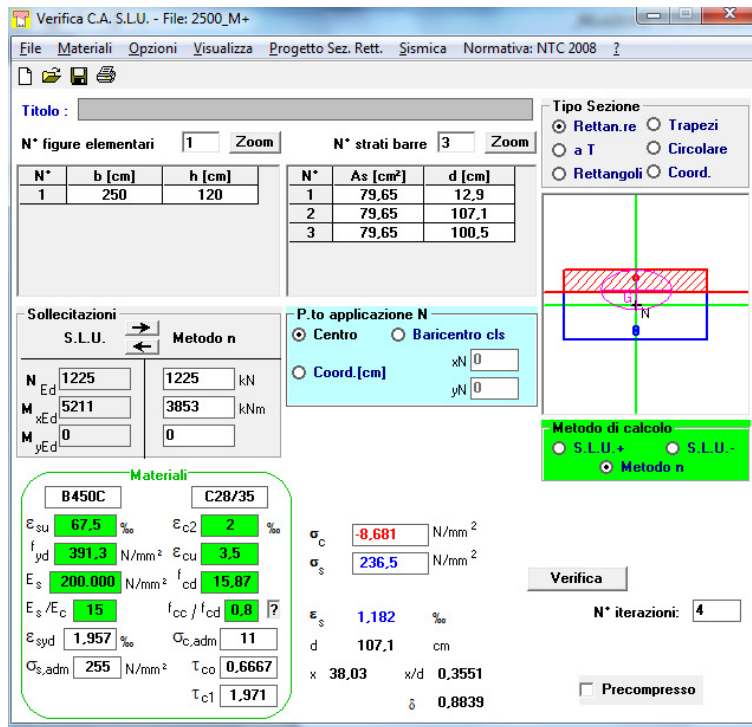 Verifica C.A. S.L.U. - File: 2500_M+
File Materiali Opzioni Visualizza Progetto Sez. Rett. Sismica Normativa: NTC 2008 ?
Titolo :
N° figure elementari 1 Zoom
N° strati barre 3 Zoom
N° b [cm] h [cm]
1 250 120
N° As [cm²] d [cm]
1 79,65 12,9
2 79,65 107,1
3 79,65 100,5
Tipo Sezione
Rettan.re Trapezi
a T Circolare
Rettangoli Coord.
G
N
Sollecitazioni
S.L.U. Metodo n
N Ed 1225 1225 kN
M xEd 5211 3853 kNm
M yEd 0 0
P.to applicazione N
Centro Baricentro cls
Coord.[cm]
xN 0
yN 0
Metodo di calcolo
S.L.U.+ S.L.U.-
Metodo n
Materiali
B450C C28/35
εsu 67,5 ‰ εc2 2 ‰
fyd 391,3 N/mm² εcu 3,5
Es 200.000 N/mm² fcd 15,87
Es/Ec 15 fcc / fcd 0,8 ?
εsyd 1,957 ‰ σc,adm 11
σs,adm 255 N/mm² τco 0,6667
τc1 1,971
σc -8,681 N/mm²
σs 236,5 N/mm²
εs 1,182 ‰
d 107,1 cm
x 38,03 x/d 0,3551
δ 0,8839
Verifica
N° iterazioni: 4
Precompresso